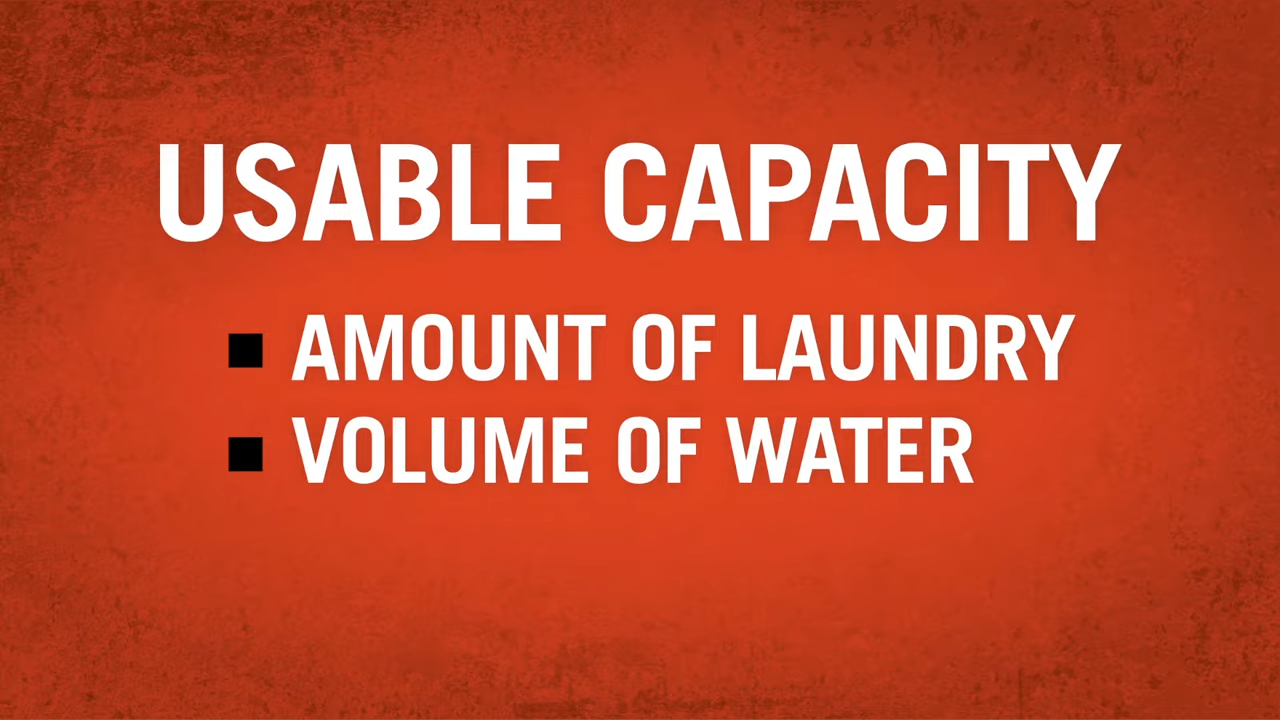 USABLE CAPACITY
▪ AMOUNT OF LAUNDRY
▪ VOLUME OF WATER